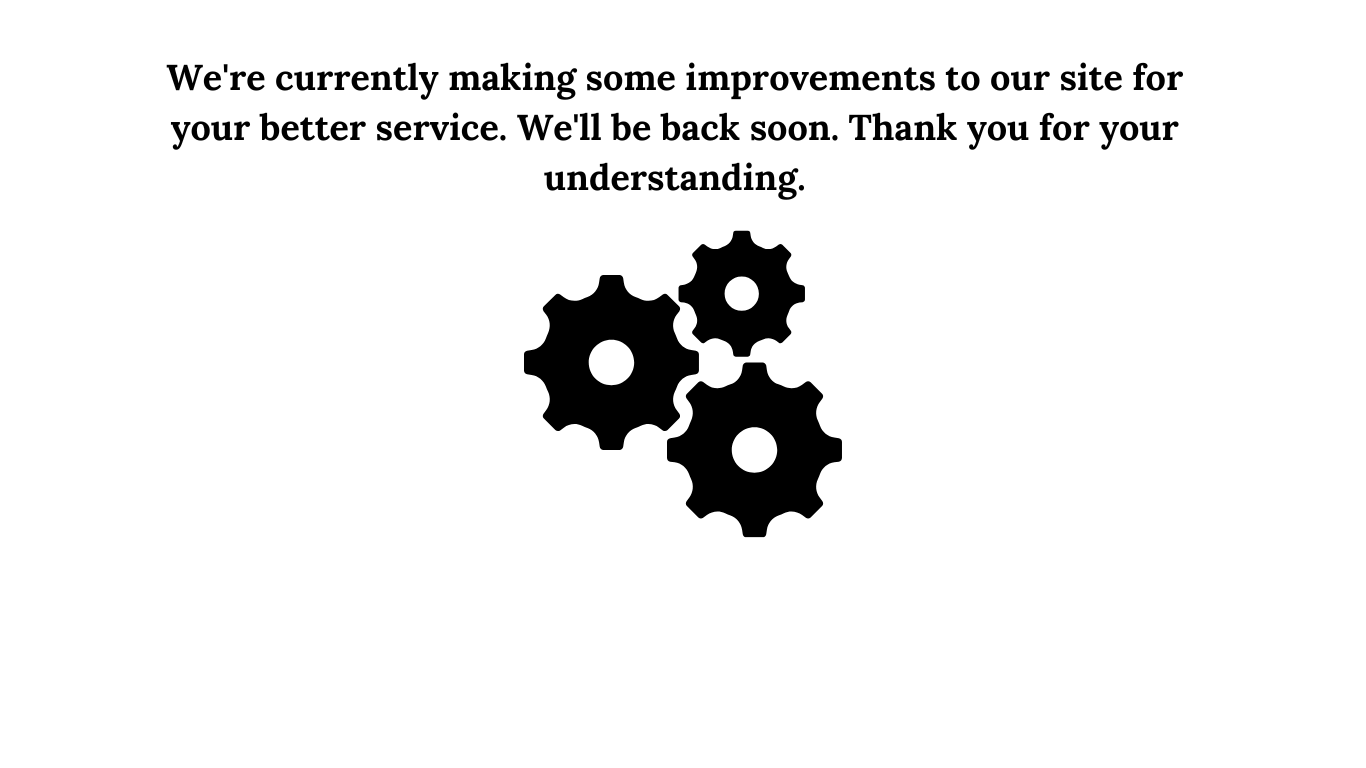 We're currently making some improvements to our site for
your better service. We'll be back soon. Thank you for your
understanding.